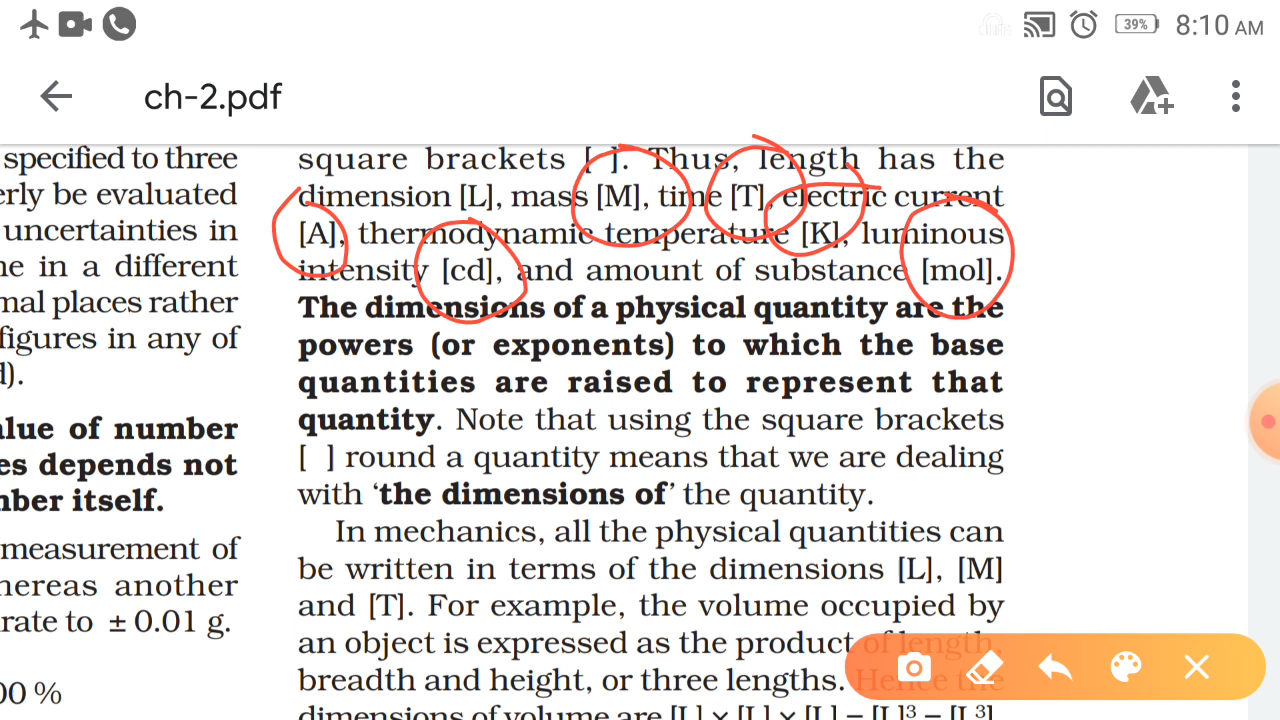 39% 8:10 AM
ch-2.pdf
specified to three
erly be evaluated
uncertainties in
ne in a different
mal places rather
figures in any of
d).
alue of number
es depends not
mber itself.
measurement of
hereas another
rate to ± 0.01 g.
00 %
square brackets [ ]. Thus, length has the
dimension [L], mass [M], time [T], electric current
[A], thermodynamic temperature [K], luminous
intensity [cd], and amount of substance [mol].
The dimensions of a physical quantity are the
powers (or exponents) to which the base
quantities are raised to represent that
quantity. Note that using the square brackets
[ ] round a quantity means that we are dealing
with ‘the dimensions of’ the quantity.
In mechanics, all the physical quantities can
be written in terms of the dimensions [L], [M]
and [T]. For example, the volume occupied by
an object is expressed as the product of length,
breadth and height, or three lengths. Hence the
dimensions of volume are [L] × [L] × [L] = [L]³ = [L³].